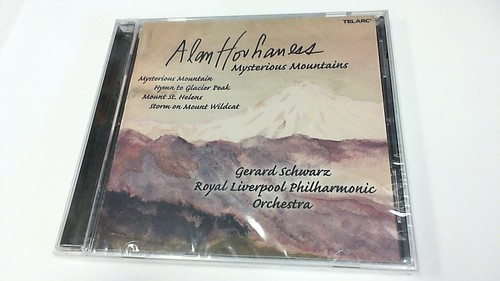 TELARC
Alan Hovhaness
Mysterious Mountains
Mysterious Mountain
Hymn to Glacier Peak
Mount St. Helens
Storm on Mount Wildcat
Gerard Schwarz
Royal Liverpool Philharmonic
Orchestra